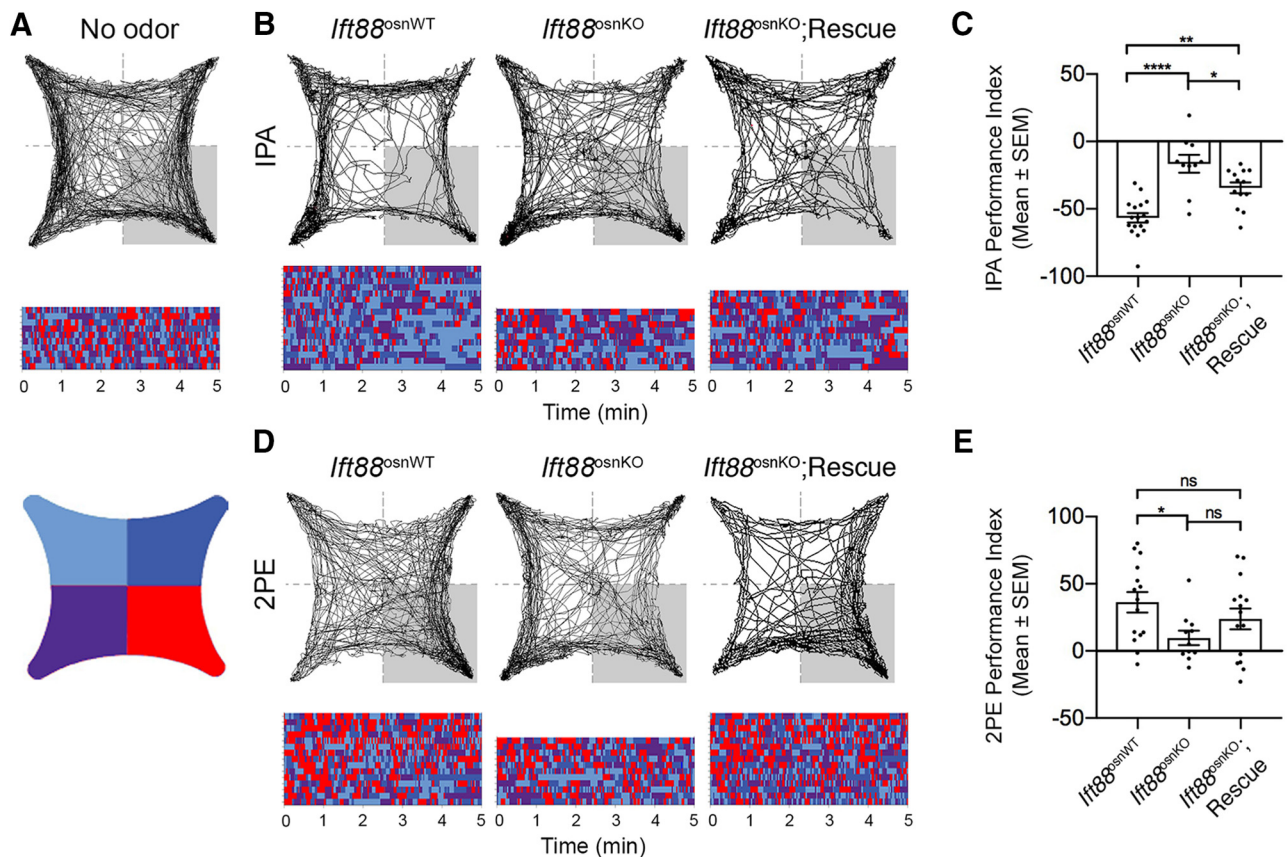 A
No odor
B
Ift88osnWT
Ift88osnKO
Ift88osnKO;Rescue
IPA
0 1 2 3 4 5
0 1 2 3 4 5
0 1 2 3 4 5
0 1 2 3 4 5
Time (min)
C
**
****
*
50
0
-50
-100
IPA Performance Index
(Mean ± SEM)
Ift88osnWT
Ift88osnKO
Ift88osnKO;
Rescue
D
Ift88osnWT
Ift88osnKO
Ift88osnKO;Rescue
2PE
0 1 2 3 4 5
0 1 2 3 4 5
0 1 2 3 4 5
Time (min)
E
ns
*
ns
100
50
0
-50
2PE Performance Index
(Mean ± SEM)
Ift88osnWT
Ift88osnKO
Ift88osnKO;
Rescue